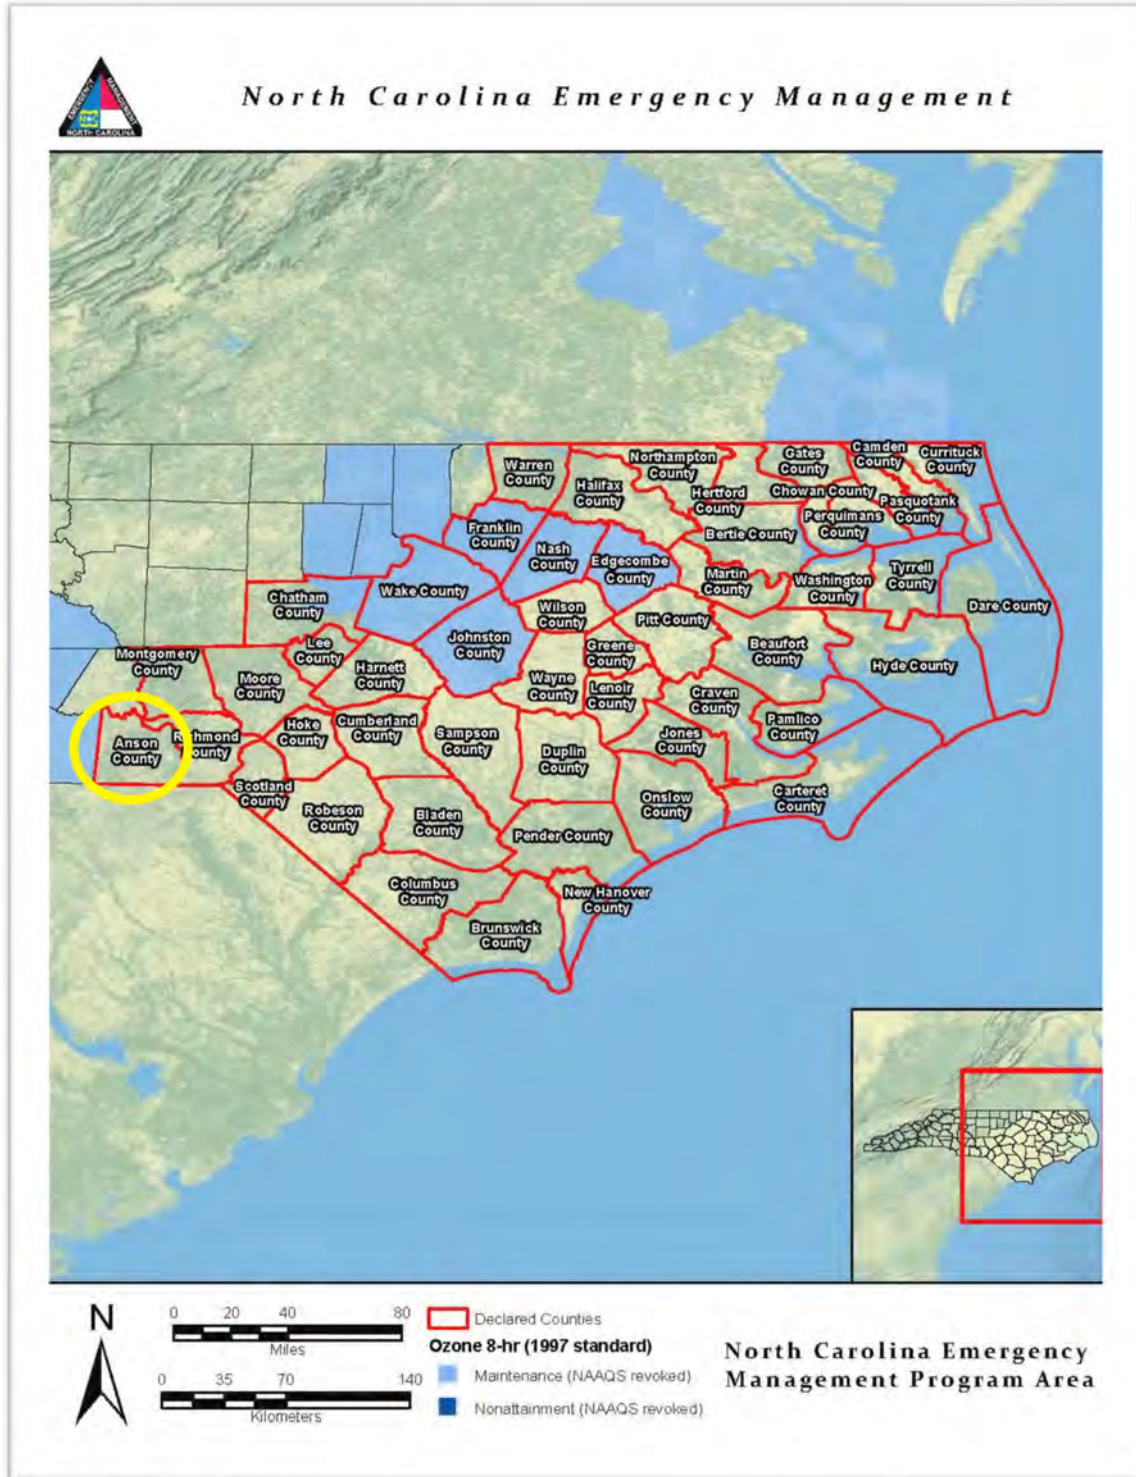 North Carolina Emergency Management
EMERGENCY
MANAGEMENT
NORTH CAROLINA
Warren
County
Northampton
County
Gates
County
Camden
County
Currituck
County
Halifax
County
Hertford
County
Chowan County
Pasquotank
County
Perquimans
County
Franklin
County
Nash
County
Edgecombe
County
Bertie County
Martin
County
Washington
County
Tyrrell
County
Dare County
Chatham
County
Wake County
Wilson
County
Pitt County
Johnston
County
Lee
County
Greene
County
Beaufort
County
Hyde County
Montgomery
County
Moore
County
Harnett
County
Wayne
County
Lenoir
County
Craven
County
Pamlico
County
Anson
County
Richmond
County
Hoke
County
Cumberland
County
Sampson
County
Duplin
County
Jones
County
Scotland
County
Robeson
County
Bladen
County
Onslow
County
Carteret
County
Pender County
Columbus
County
New Hanover
County
Brunswick
County
N
0 20 40 80
Miles
0 35 70 140
Kilometers
Declared Counties
Ozone 8-hr (1997 standard)
Maintenance (NAAQS revoked)
Nonattainment (NAAQS revoked)
North Carolina Emergency
Management Program Area